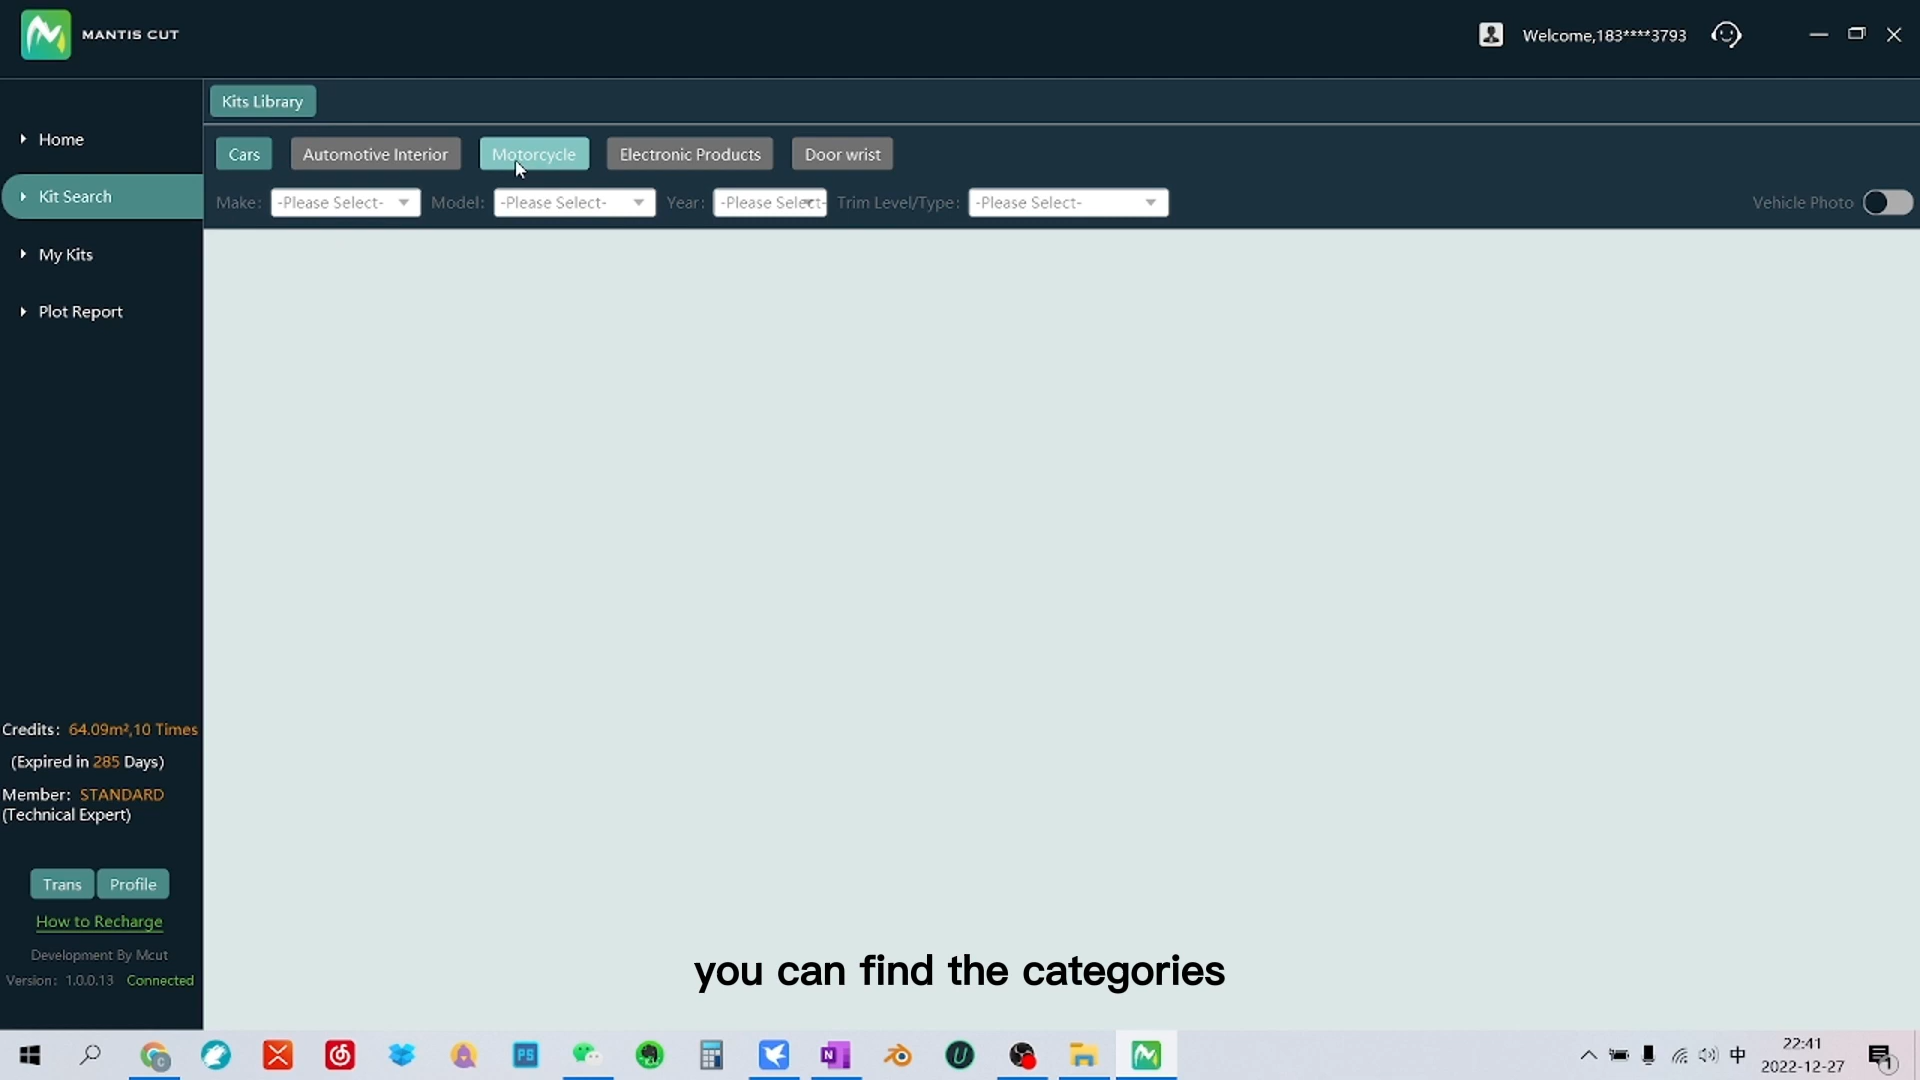 MANTIS CUT
Welcome,183****3793
Kits Library
Home
Cars
Automotive Interior
Motorcycle
Electronic Products
Door wrist
Kit Search
Make: -Please Select-
Model: -Please Select-
Year: -Please Select-
Trim Level/Type: -Please Select-
Vehicle Photo
My Kits
Plot Report
Credits: 64.09m²,10 Times
(Expired in 285 Days)
Member: STANDARD
(Technical Expert)
Trans
Profile
How to Recharge
Development By Mcut
Version: 1.0.0.13 Connected
you can find the categories
PS
N
U
中
22:41
2022-12-27
1